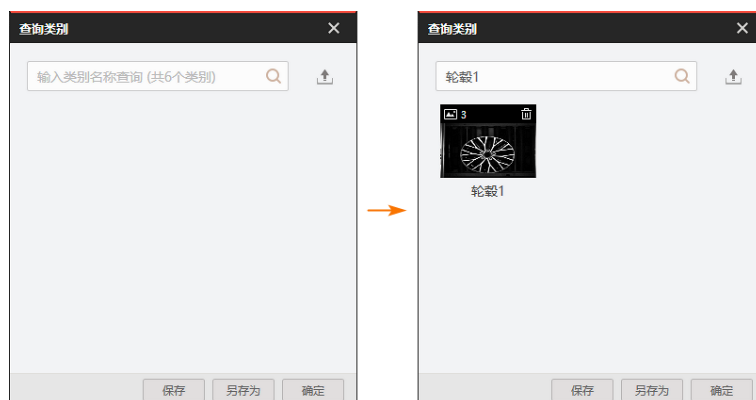 查询类别
输入类别名称查询 (共6个类别)
保存 另存为 确定
查询类别
轮毂1
3
轮毂1
保存 另存为 确定